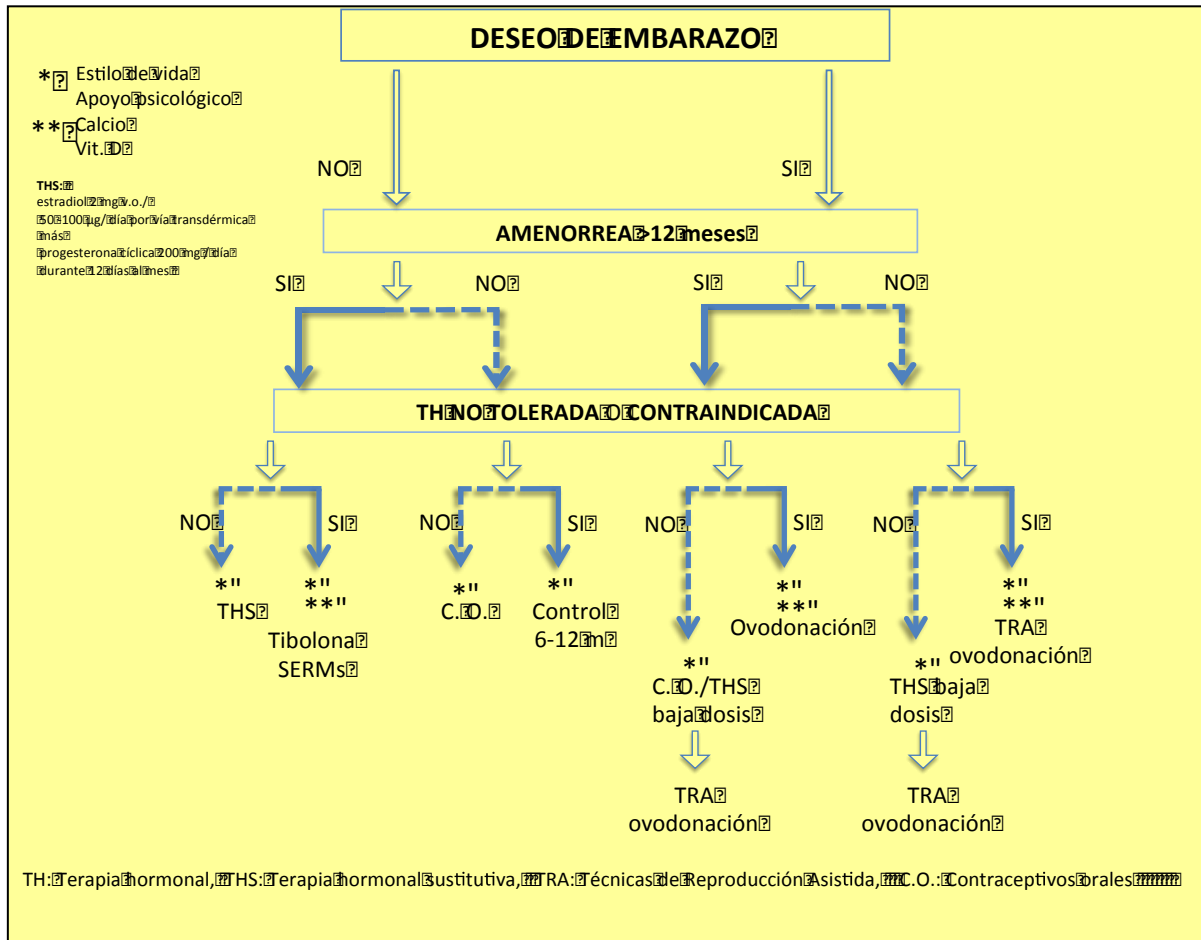 DESEO DE EMBARAZO
* Estilo de vida
Apoyo psicológico
** Calcio
Vit. D
THS:
estradiol 2 mg v.o./
50-100 µg/ día por vía transdérmica
más
progesterona cíclica 200 mg / día
durante 12 días al mes
NO
SI
AMENORREA >12 meses
SI
NO
SI
NO
TH NO TOLERADA O CONTRAINDICADA
NO
SI
NO
SI
NO
SI
NO
SI
*"
THS
*"
**"
Tibolona
SERMs
*"
C. O.
*"
Control
6-12 m
*"
C. O./THS
baja dosis
TRA
ovodonación
*"
**"
Ovodonación
*"
THS baja
dosis
TRA
ovodonación
*"
**"
TRA
ovodonación
TH: Terapia hormonal, THS: Terapia hormonal sustitutiva, TRA: Técnicas de Reproducción Asistida, C.O.: Contraceptivos orales